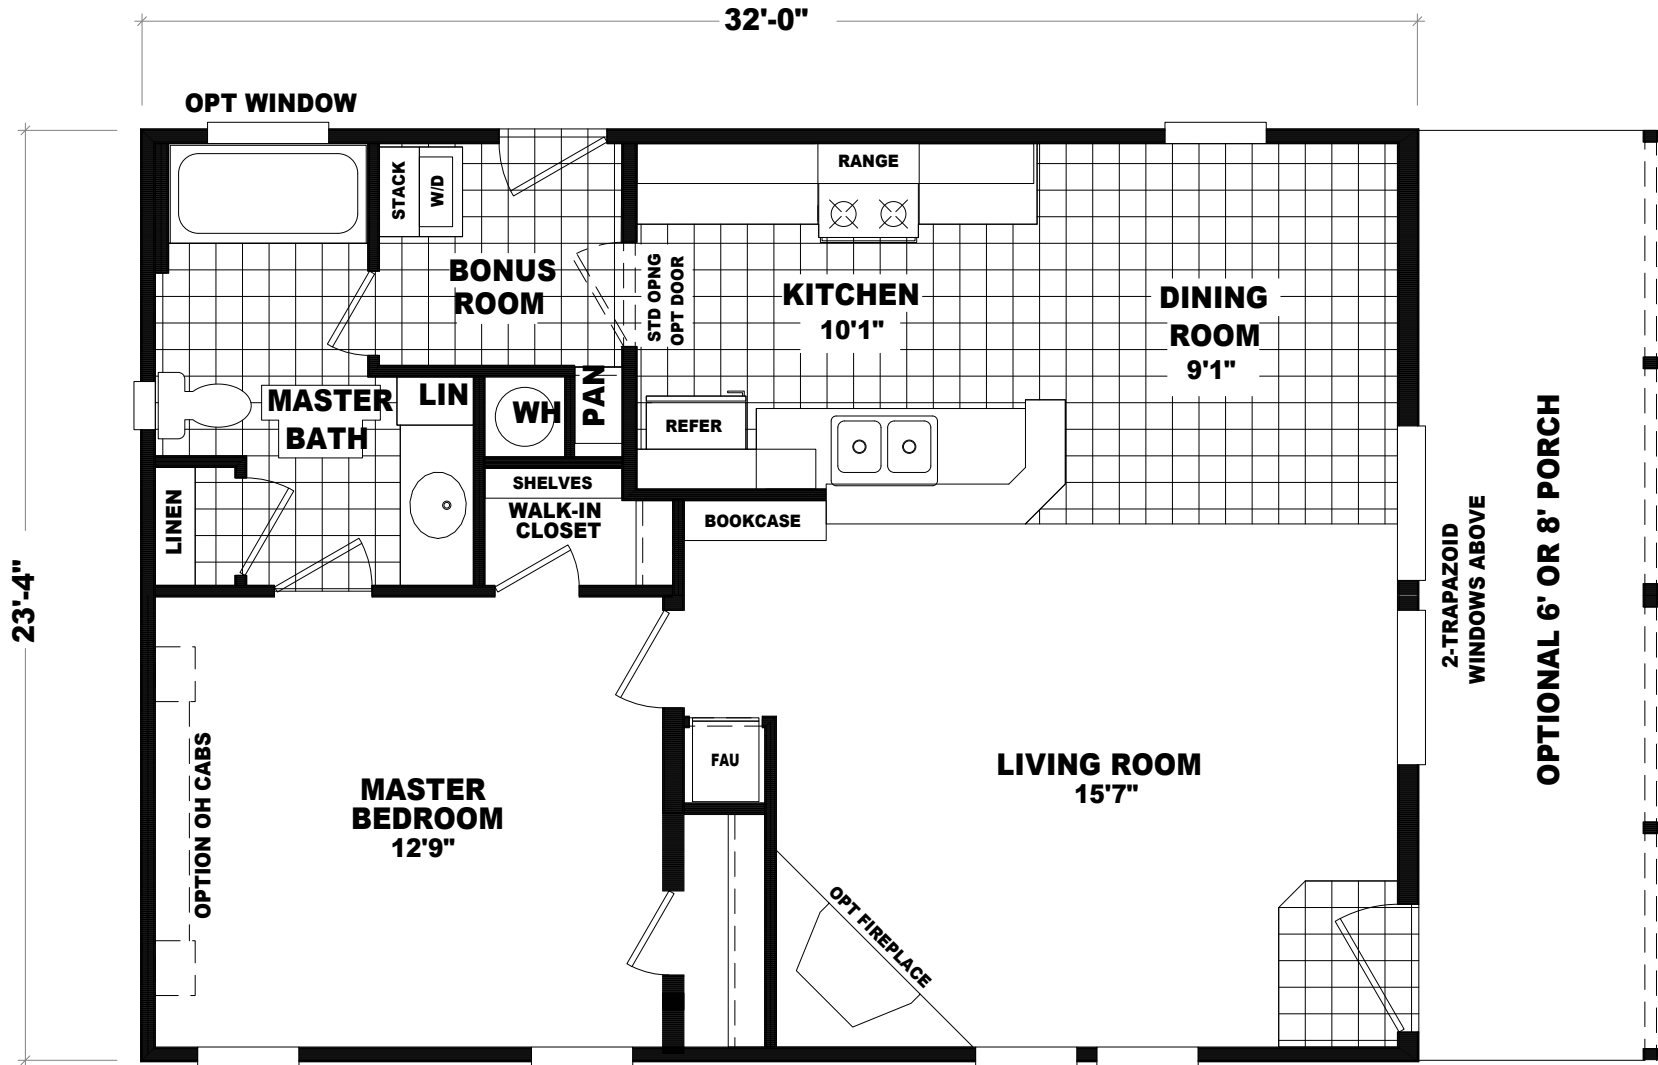 32'-0"
OPT WINDOW
STACK
W/D
RANGE
BONUS
ROOM
STD OPNG
OPT DOOR
KITCHEN
10'1"
DINING
ROOM
9'1"
MASTER
BATH
LIN
WH
PAN
REFER
LINEN
SHELVES
WALK-IN
CLOSET
BOOKCASE
23'-4"
2-TRAPAZOID
WINDOWS ABOVE
OPTIONAL 6' OR 8' PORCH
OPTION OH CABS
MASTER
BEDROOM
12'9"
FAU
LIVING ROOM
15'7"
OPT FIREPLACE